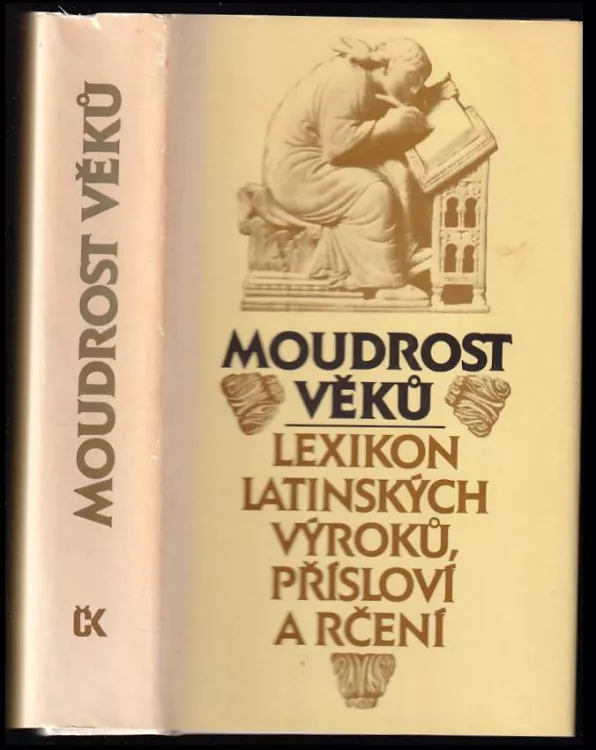 MOUDROST VĚKŮ
ČK
MOUDROST
VĚKŮ
LEXIKON
LATINSKÝCH
VÝROKŮ,
PŘÍSLOVÍ
A RČENÍ